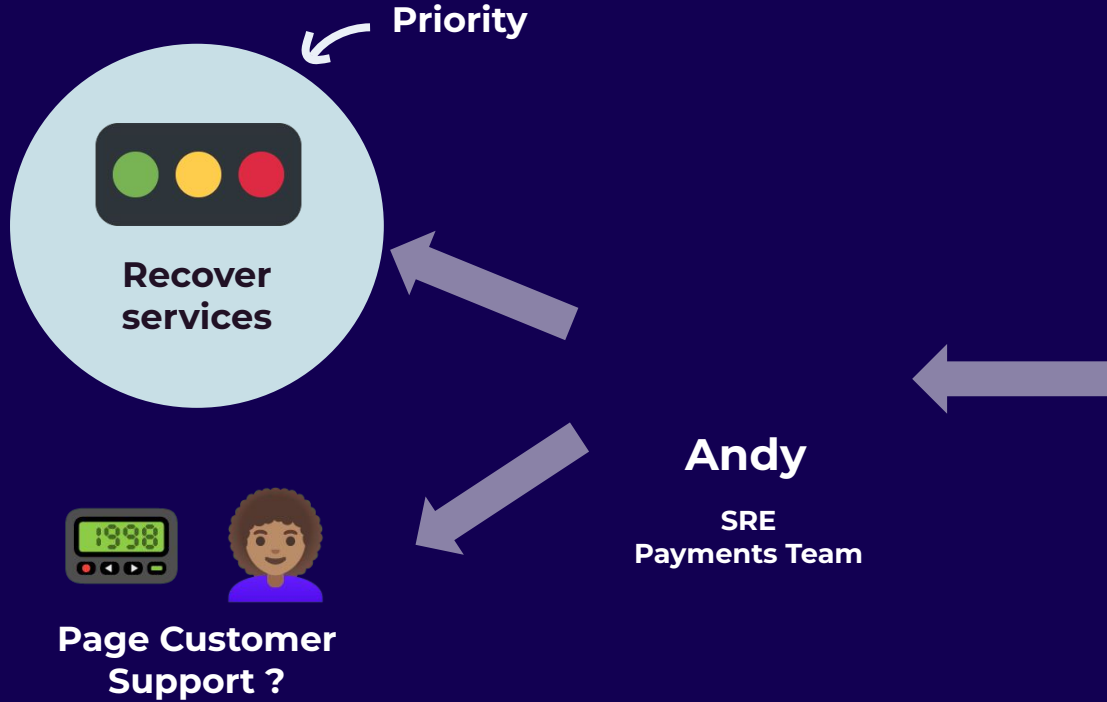 Priority
Recover
services
Andy
SRE
Payments Team
1998
Page Customer
Support ?